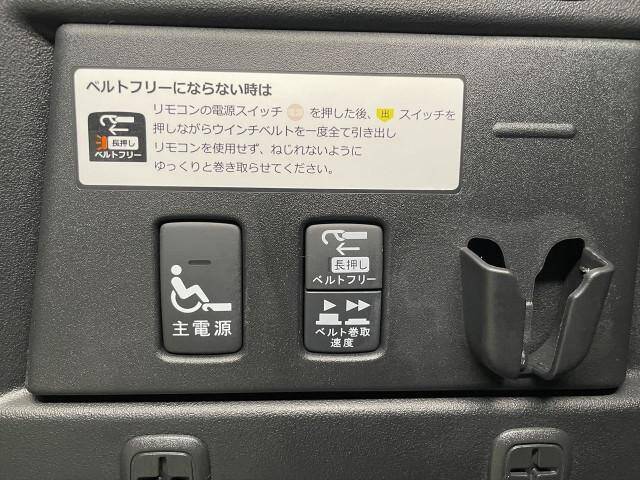 ベルトフリーにならない時は
リモコンの電源スイッチ を押した後、出 スイッチを
押しながらウインチベルトを一度全て引き出し
リモコンを使用せず、ねじれないように
ゆっくりと巻き取らせてください。
長押し
ベルトフリー
主電源
長押し
ベルトフリー
ベルト巻取
速度